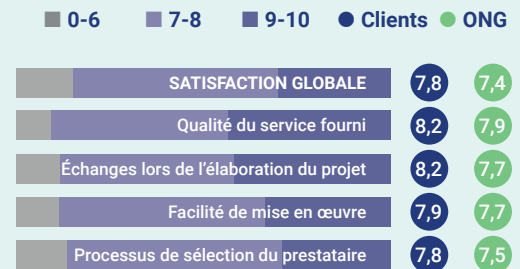 0-6 7-8 9-10 Clients ONG
SATISFACTION GLOBALE 7,8 7,4
Qualité du service fourni 8,2 7,9
Échanges lors de l'élaboration du projet 8,2 7,7
Facilité de mise en œuvre 7,9 7,7
Processus de sélection du prestataire 7,8 7,5